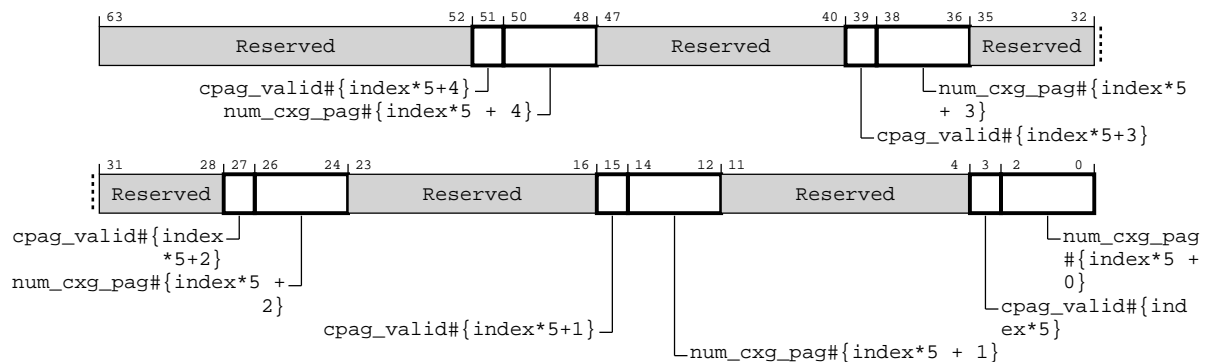 63 52 51 50 48 47 40 39 38 36 35 32
Reserved Reserved Reserved
cpag_valid#{index*5+4}
num_cxg_pag#{index*5 + 4}
num_cxg_pag#{index*5
+ 3}
cpag_valid#{index*5+3}
31 28 27 26 24 23 16 15 14 12 11 4 3 2 0
Reserved Reserved Reserved
cpag_valid#{index
*5+2}
num_cxg_pag#{index*5 +
2}
cpag_valid#{index*5+1}
num_cxg_pag#{index*5 + 1}
num_cxg_pag
#{index*5 +
0}
cpag_valid#{ind
ex*5}